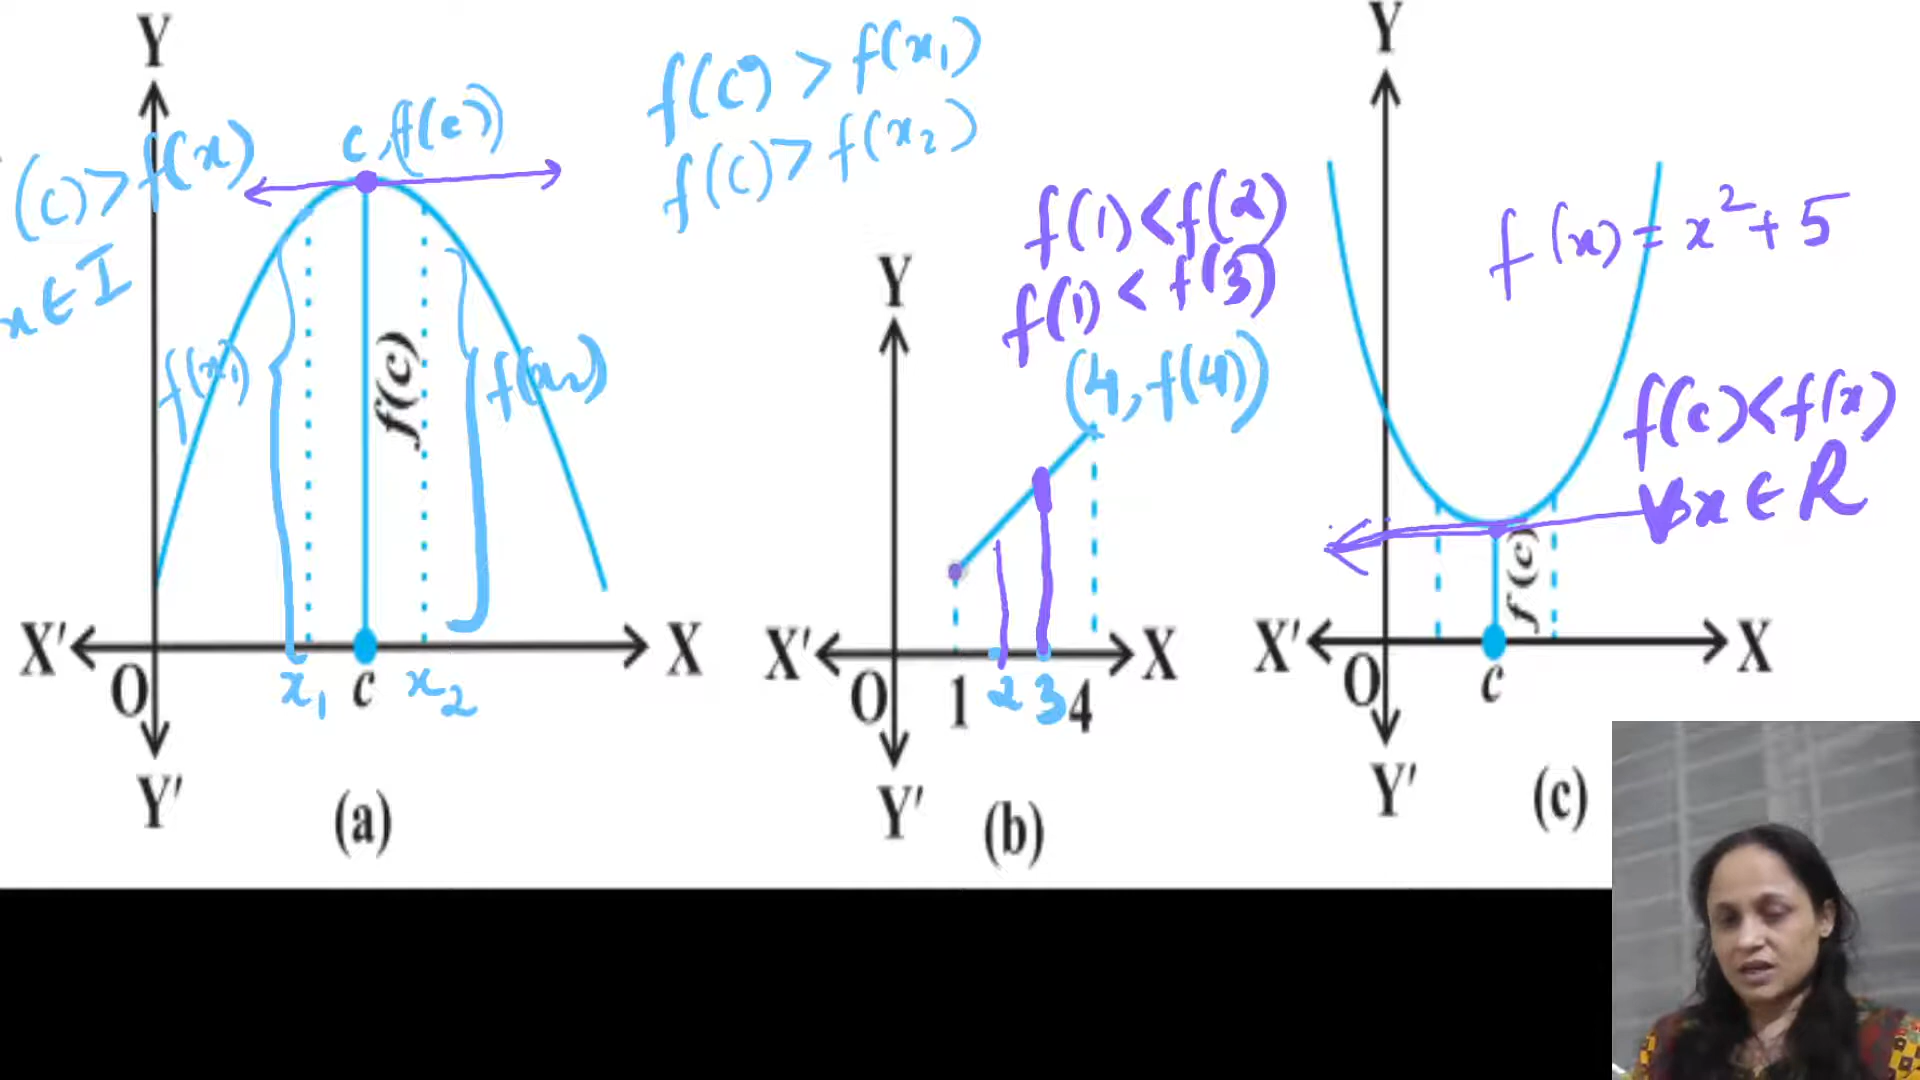 Y
c, f(c)
(c) > f(x)
x ∈ I
f(c) > f(x1)
f(c) > f(x2)
f(x1)
f(c)
f(x2)
X' O x1 c x2 X
Y'
(a)
f(1) < f(2)
f(1) < f(3)
(4, f(4))
Y
X' O 1 2 3 4 X
Y'
(b)
Y
f(x) = x² + 5
f(c) < f(x)
∀ x ∈ R
f(c)
X' O c X
Y'
(c)